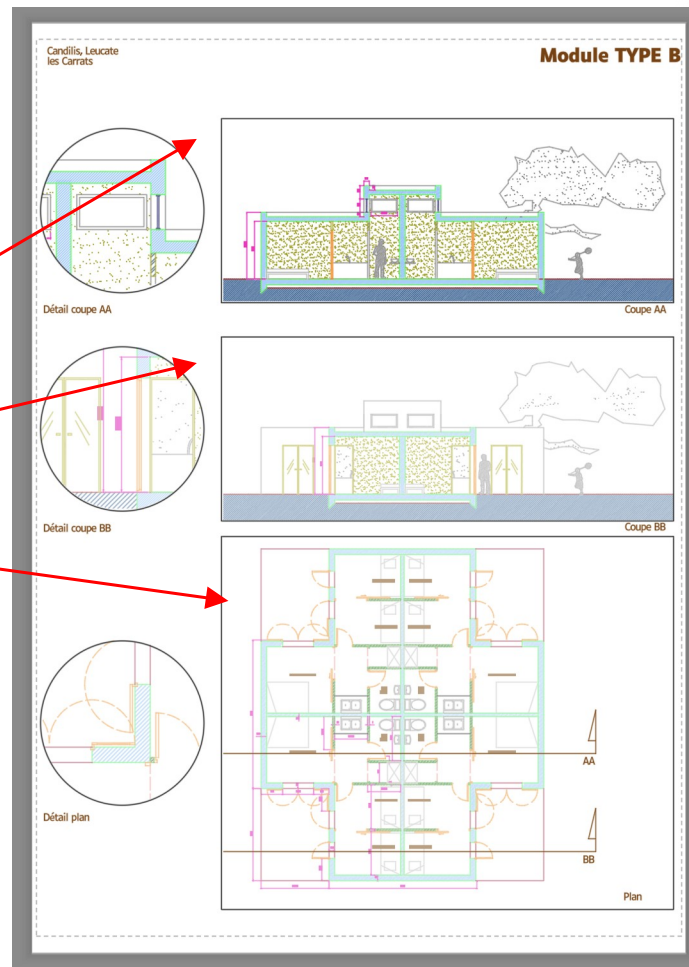 Candilis, Leucate
les Carrats
Module TYPE B
Détail coupe AA
Coupe AA
Détail coupe BB
Coupe BB
AA
Détail plan
BB
Plan